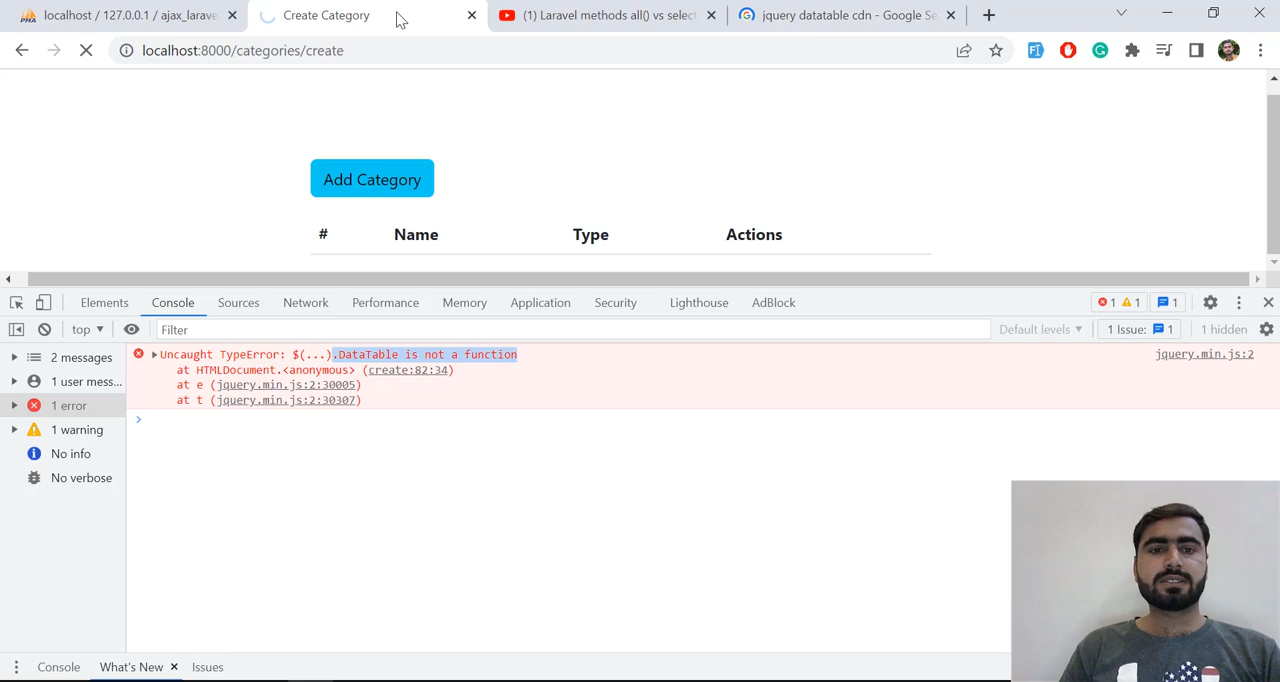 localhost / 127.0.0.1 / ajax_larave
Create Category
(1) Laravel methods all() vs select
jquery datatable cdn - Google Se
localhost:8000/categories/create
Add Category
# Name Type Actions
Elements Console Sources Network Performance Memory Application Security Lighthouse AdBlock 1 1 1
top Filter Default levels 1 Issue: 1 1 hidden
2 messages
1 user mess...
1 error
1 warning
No info
No verbose
Uncaught TypeError: $(...).DataTable is not a function jquery.min.js:2
at HTMLDocument.<anonymous> (create:82:34)
at e (jquery.min.js:2:30005)
at t (jquery.min.js:2:30307)
Console What's New Issues